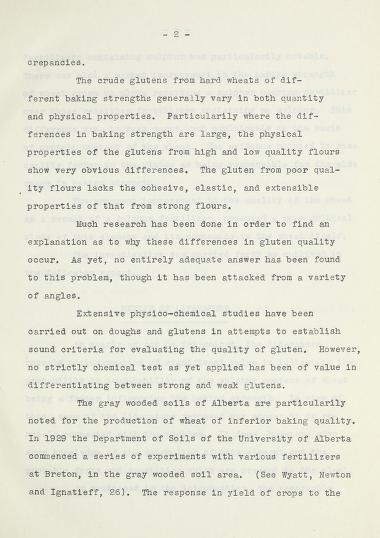 - 2 -
crepancies.
The crude glutens from hard wheats of dif-
ferent baking strengths generally vary in both quantity
and physical properties. Particularly where the dif-
ferences in baking strength are large, the physical
properties of the glutens from high and low quality flours
show very obvious differences. The gluten from poor qual-
ity flours lacks the cohesive, elastic, and extensible
properties of that from strong flours.
Much research has been done in order to find an
explanation as to why these differences in gluten quality
occur. As yet, no entirely adequate answer has been found
to this problem, though it has been attacked from a variety
of angles.
Extensive physico-chemical studies have been
carried out on doughs and glutens in attempts to establish
sound criteria for evaluating the quality of gluten. However,
no strictly chemical test as yet applied has been of value in
differentiating between strong and weak glutens.
The gray wooded soils of Alberta are particularly
noted for the production of wheat of inferior baking quality.
In 1929 the Department of Soils of the University of Alberta
commenced a series of experiments with various fertilizers
at Breton, in the gray wooded soil area. (See Wyatt, Newton
and Ignatieff, 26). The response in yield of crops to the